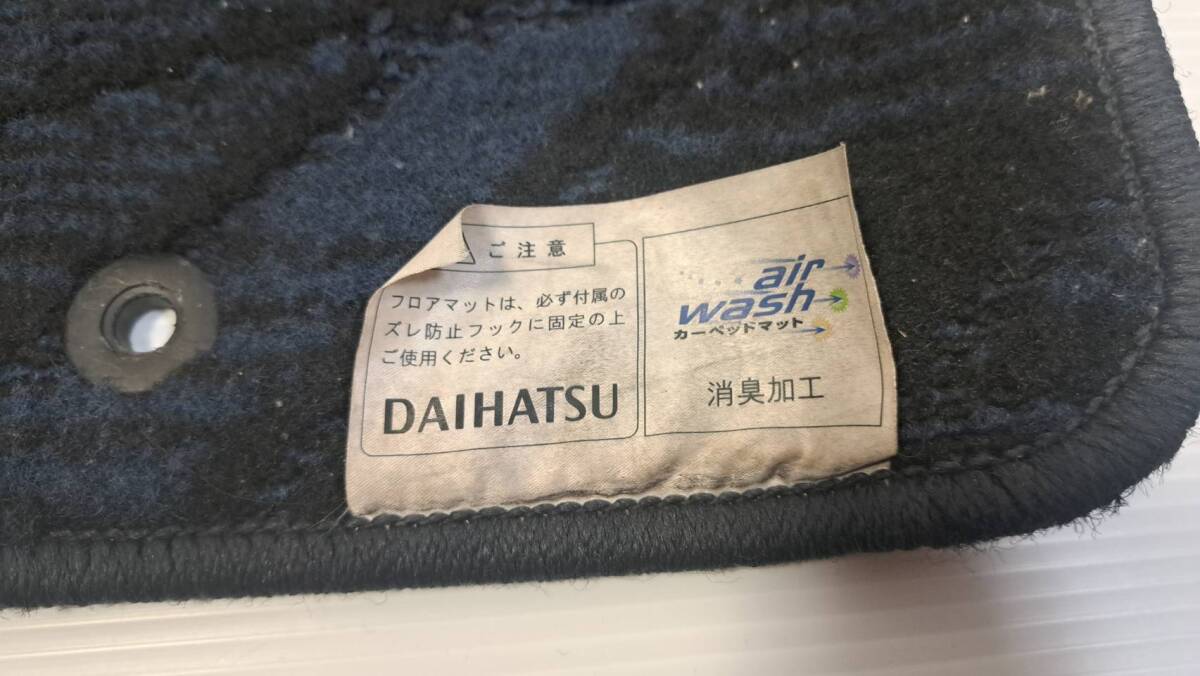 ご注意
フロアマットは、必ず付属の
ズレ防止フックに固定の上
ご使用ください。
DAIHATSU
air
wash
カーペットマット
消臭加工